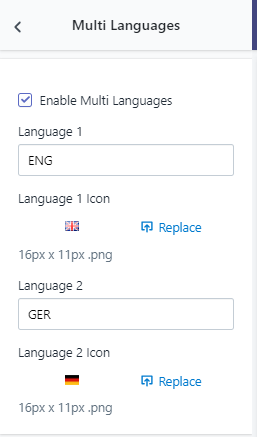 Multi Languages
Enable Multi Languages
Language 1
ENG
Language 1 Icon
Replace
16px x 11px .png
Language 2
GER
Language 2 Icon
Replace
16px x 11px .png